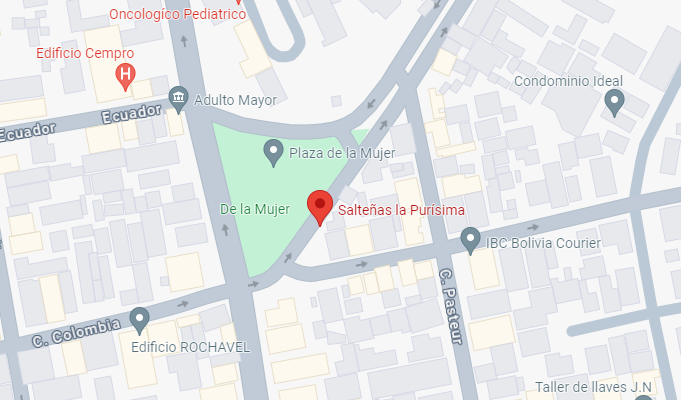 Oncologíco Pediatrico
Edificio Cempro
H
Condominio Ideal
Adulto Mayor
Ecuador
Ecuador
Plaza de la Mujer
De la Mujer
Salteñas la Purísima
IBC Bolivia Courier
C. Pasteur
C. Colombia
Edificio ROCHAVEL
Taller de llaves J.N